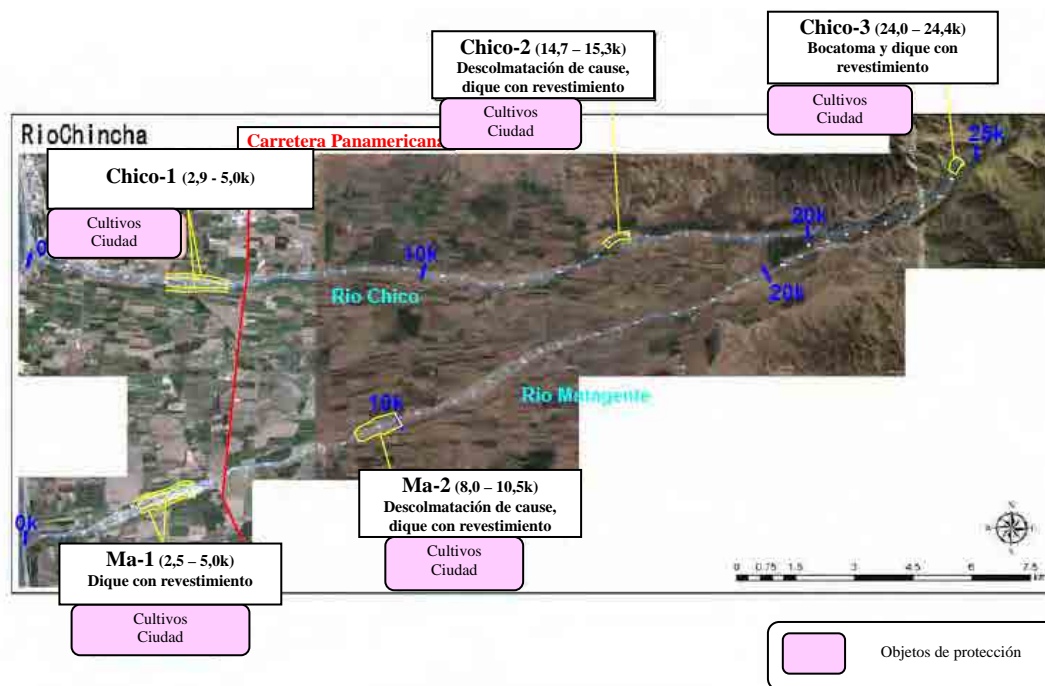 Chico-3 (24,0 – 24,4k)
Bocatoma y dique con
revestimiento
Cultivos
Ciudad
Chico-2 (14,7 – 15,3k)
Descolmatación de cause,
dique con revestimiento
Cultivos
Ciudad
RioChincha
Carretera Panamericana
Chico-1 (2,9 - 5,0k)
Cultivos
Ciudad
0
10k
20k
25k
Rio Chico
20k
Rio Matagente
10k
0k
Ma-2 (8,0 – 10,5k)
Descolmatación de cause,
dique con revestimiento
Cultivos
Ciudad
Ma-1 (2,5 – 5,0k)
Dique con revestimiento
Cultivos
Ciudad
N
0 0.75 1.5 3 4.5 6 7.5
Objetos de protección